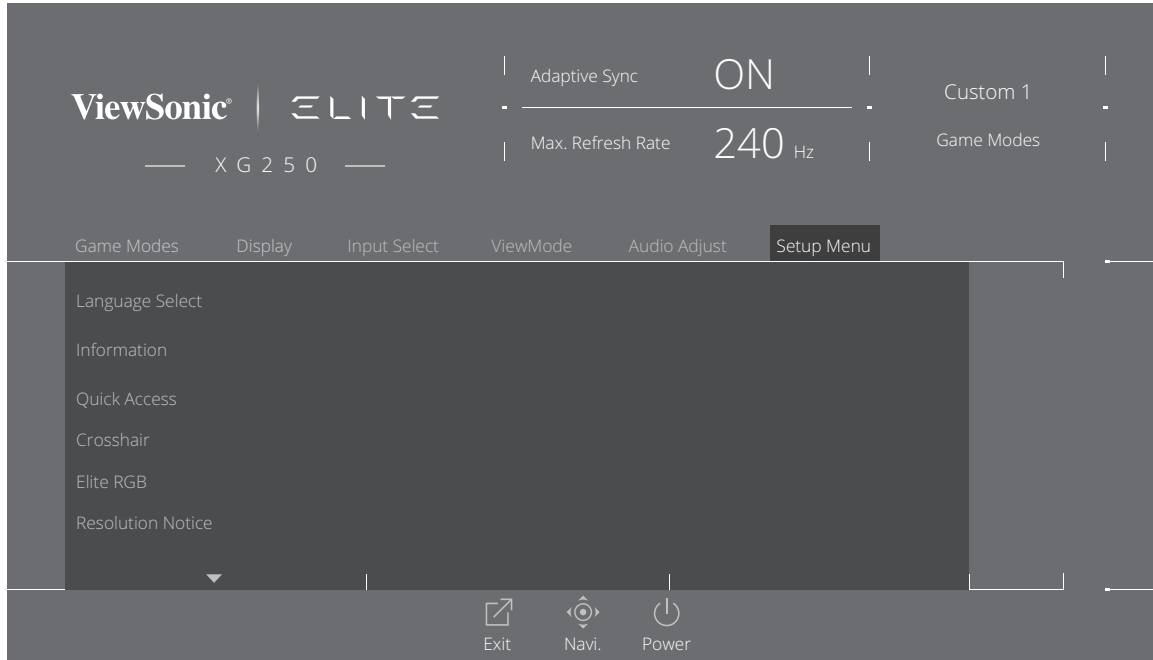 ViewSonic® ELITE
XG250
Adaptive Sync ON
Max. Refresh Rate 240 Hz
Custom 1
Game Modes
Game Modes Display Input Select ViewMode Audio Adjust Setup Menu
Language Select
Information
Quick Access
Crosshair
Elite RGB
Resolution Notice
Exit Navi. Power